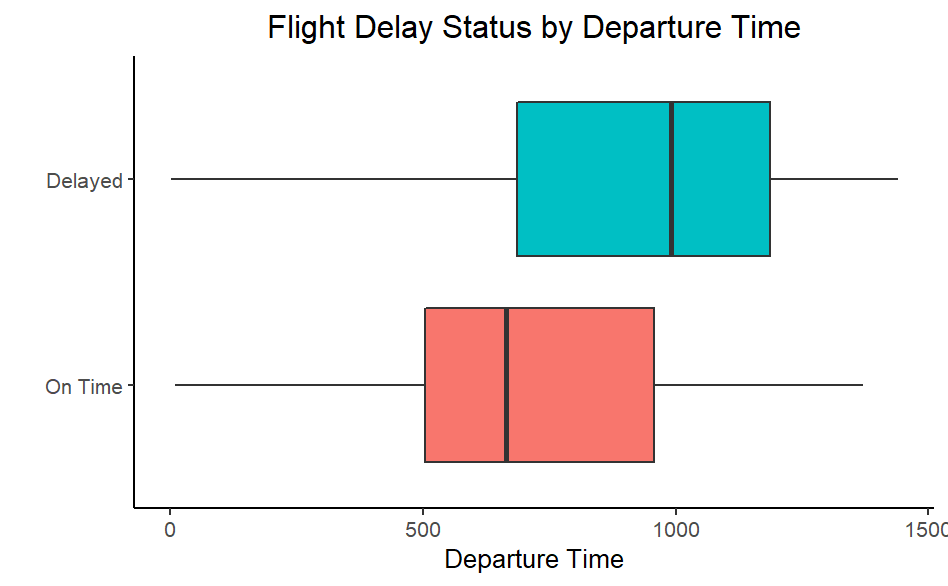 Flight Delay Status by Departure Time
Delayed
On Time
0
500
1000
1500
Departure Time